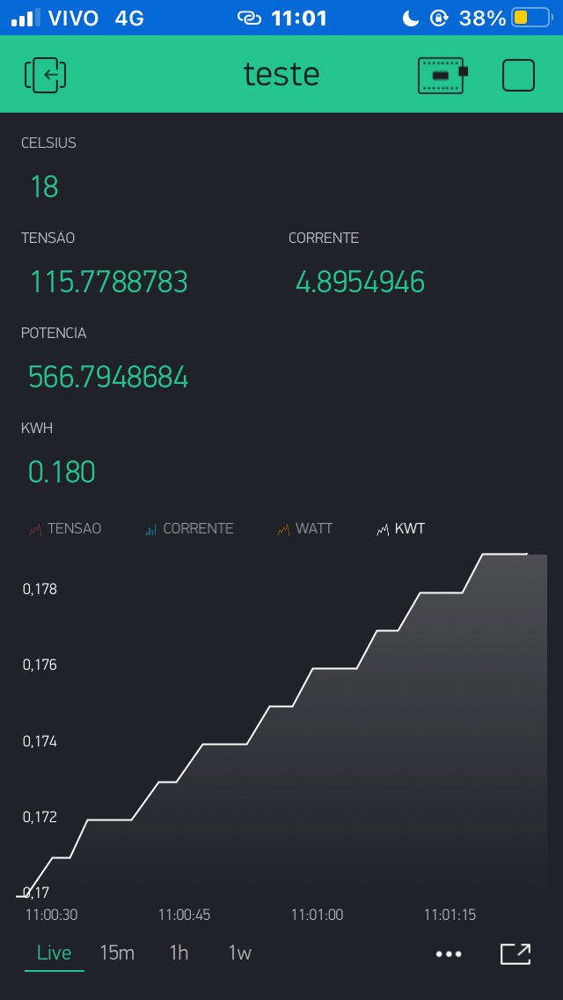 VIVO 4G 11:01 38%
teste
CELSIUS
18
TENSÃO CORRENTE
115.7788783 4.8954946
POTENCIA
566.7948684
KWH
0.180
TENSAO CORRENTE WATT KWT
0,178
0,176
0,174
0,172
0,17
11:00:30 11:00:45 11:01:00 11:01:15
Live 15m 1h 1w